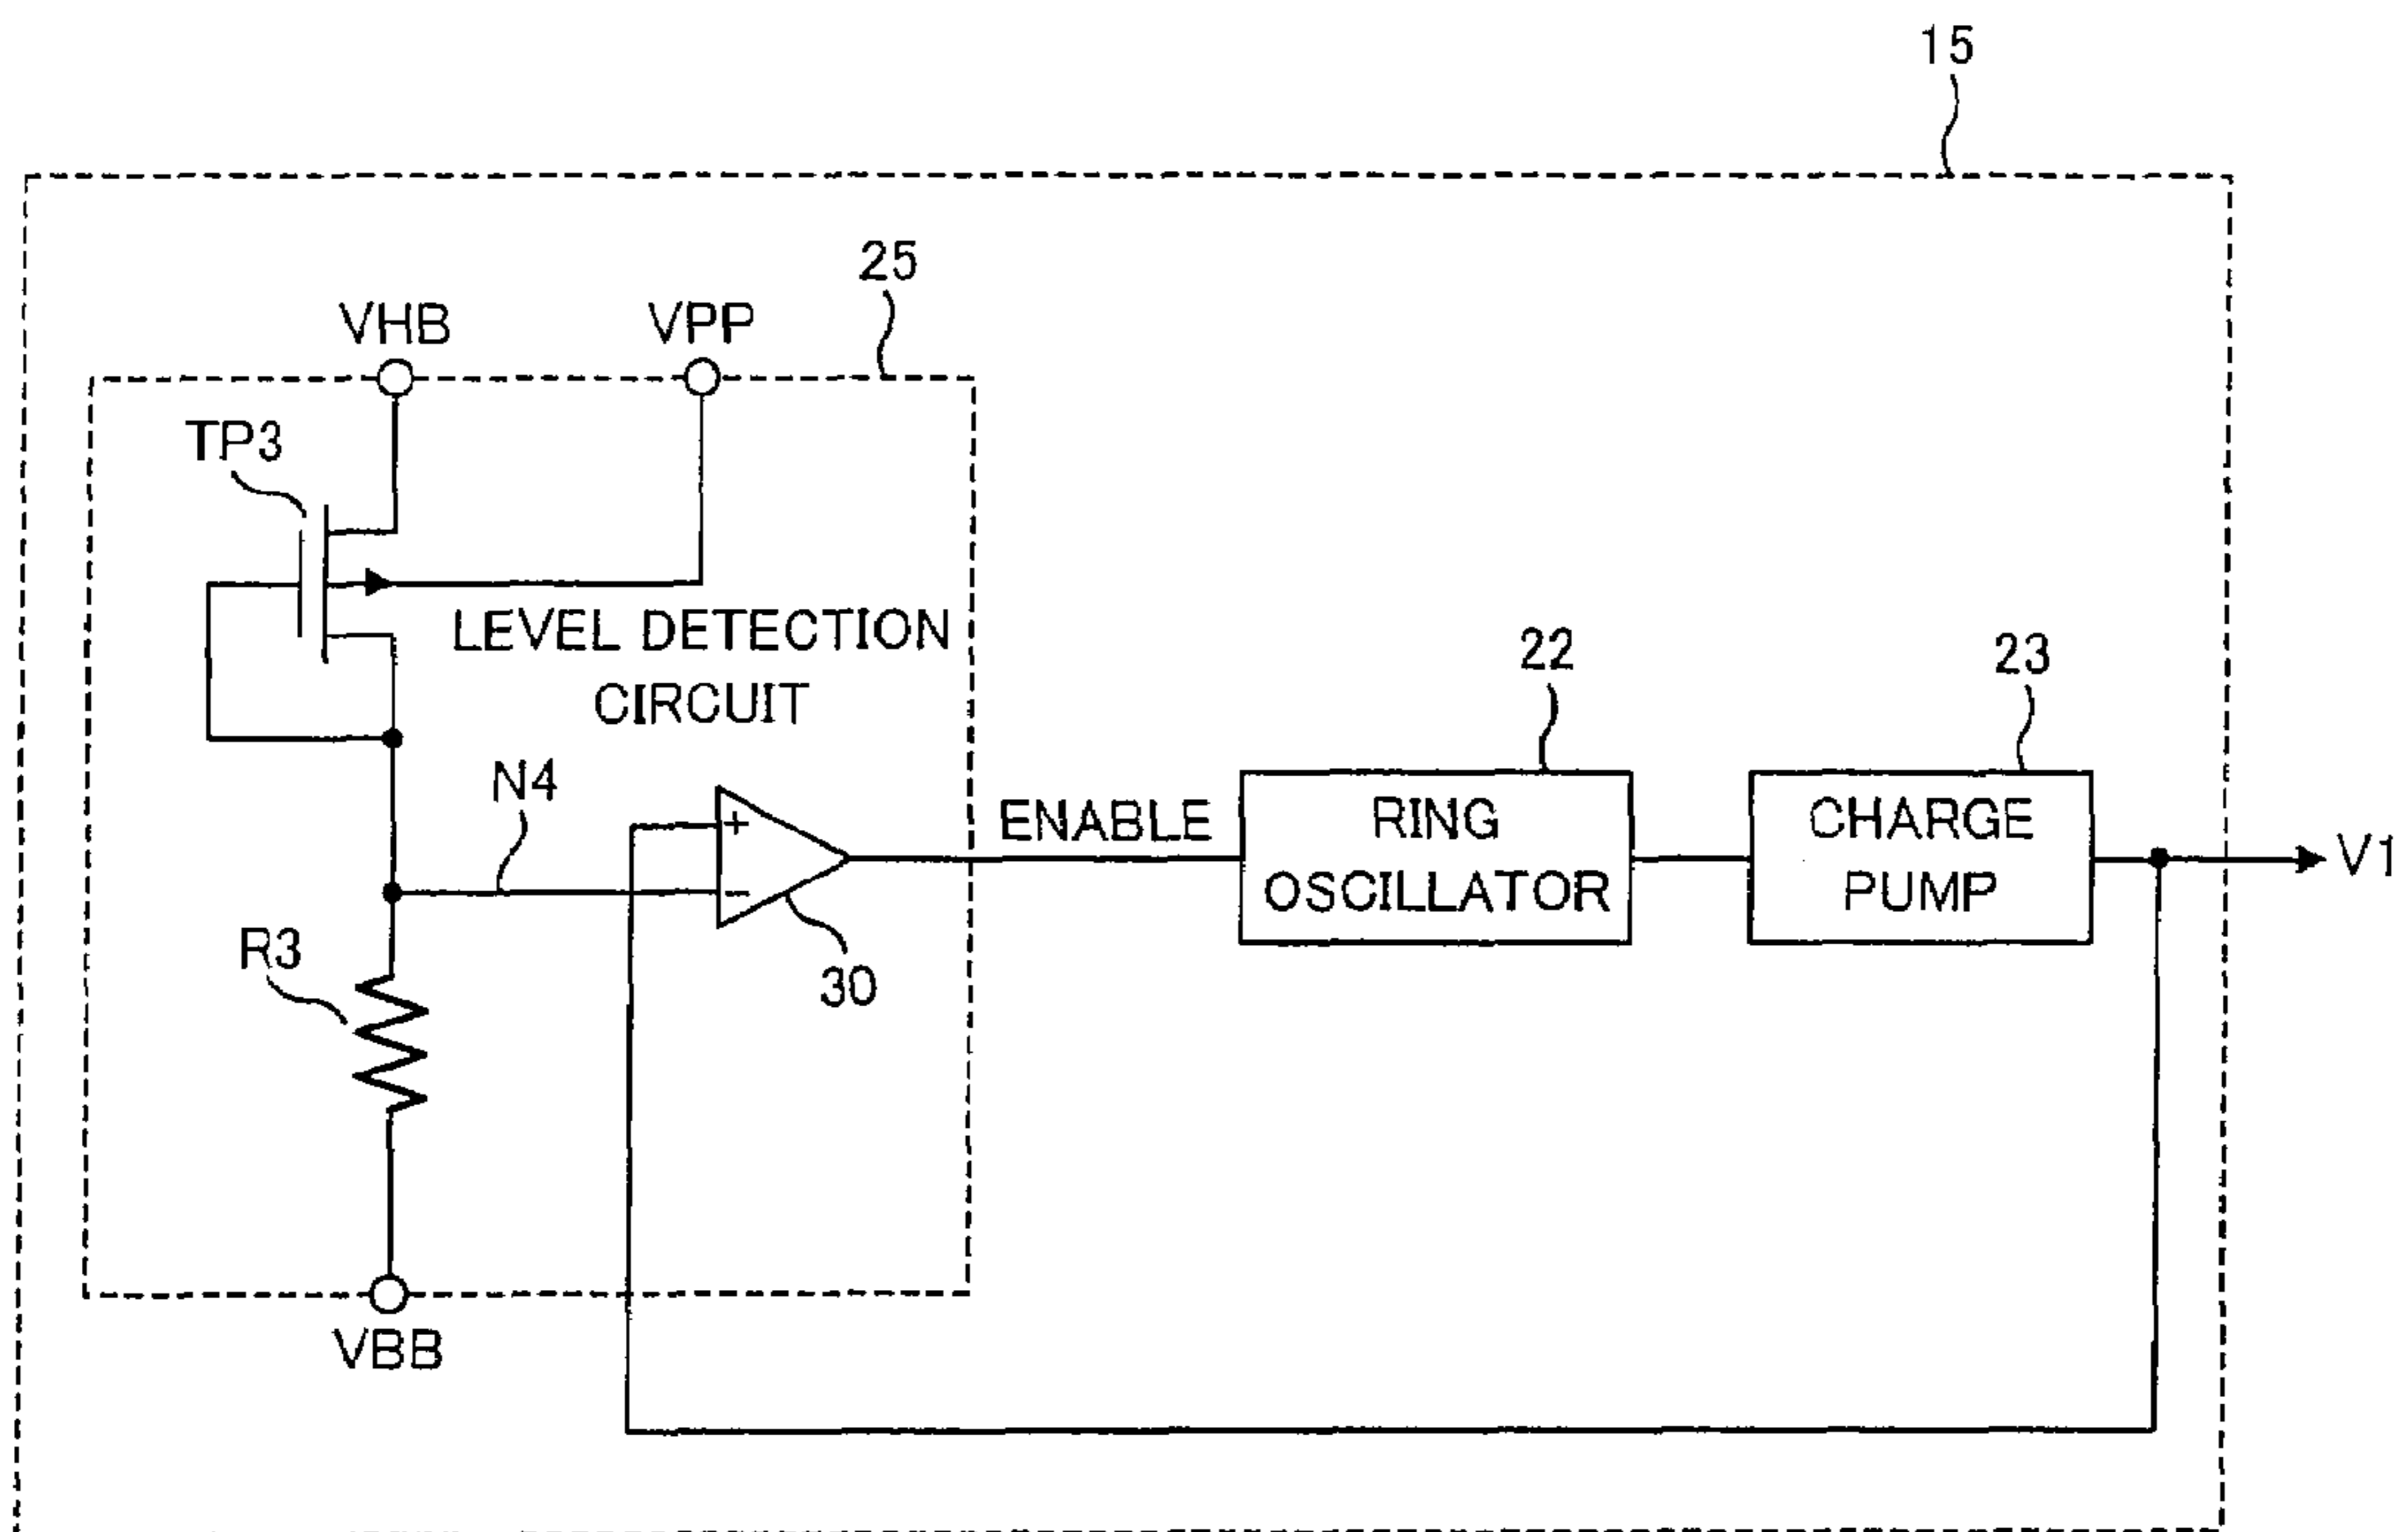 15
25
VHB
VPP
TP3
LEVEL DETECTION
CIRCUIT
22
23
N4
+
ENABLE
RING
OSCILLATOR
CHARGE
PUMP
V1
−
R3
30
VBB